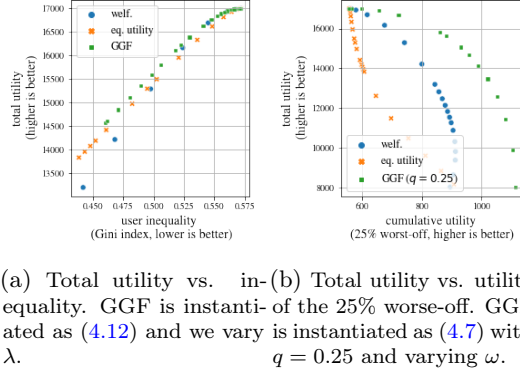 17000
16500
16000
15500
15000
14500
14000
13500
total utility
(higher is better)
welf.
eq. utility
GGF
0.450 0.475 0.500 0.525 0.550 0.575
user inequality
(Gini index, lower is better)
16000
14000
12000
10000
8000
total utility
(higher is better)
welf.
eq. utility
GGF (q = 0.25)
600 800 1000
cumulative utility
(25% worst-off, higher is better)
(a) Total utility vs. in-
equality. GGF is instanti-
ated as (4.12) and we vary
λ.
(b) Total utility vs. utilit
of the 25% worse-off. GG
is instantiated as (4.7) wit
q = 0.25 and varying ω.